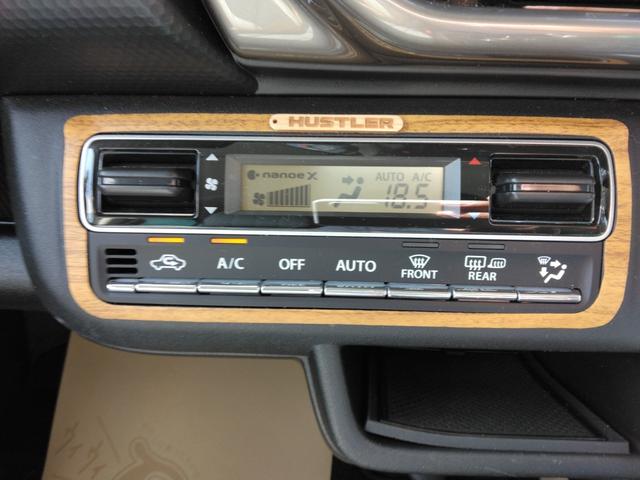 HUSTLER
nanoe X
AUTO A/C
18.5
A/C
OFF
AUTO
FRONT
REAR